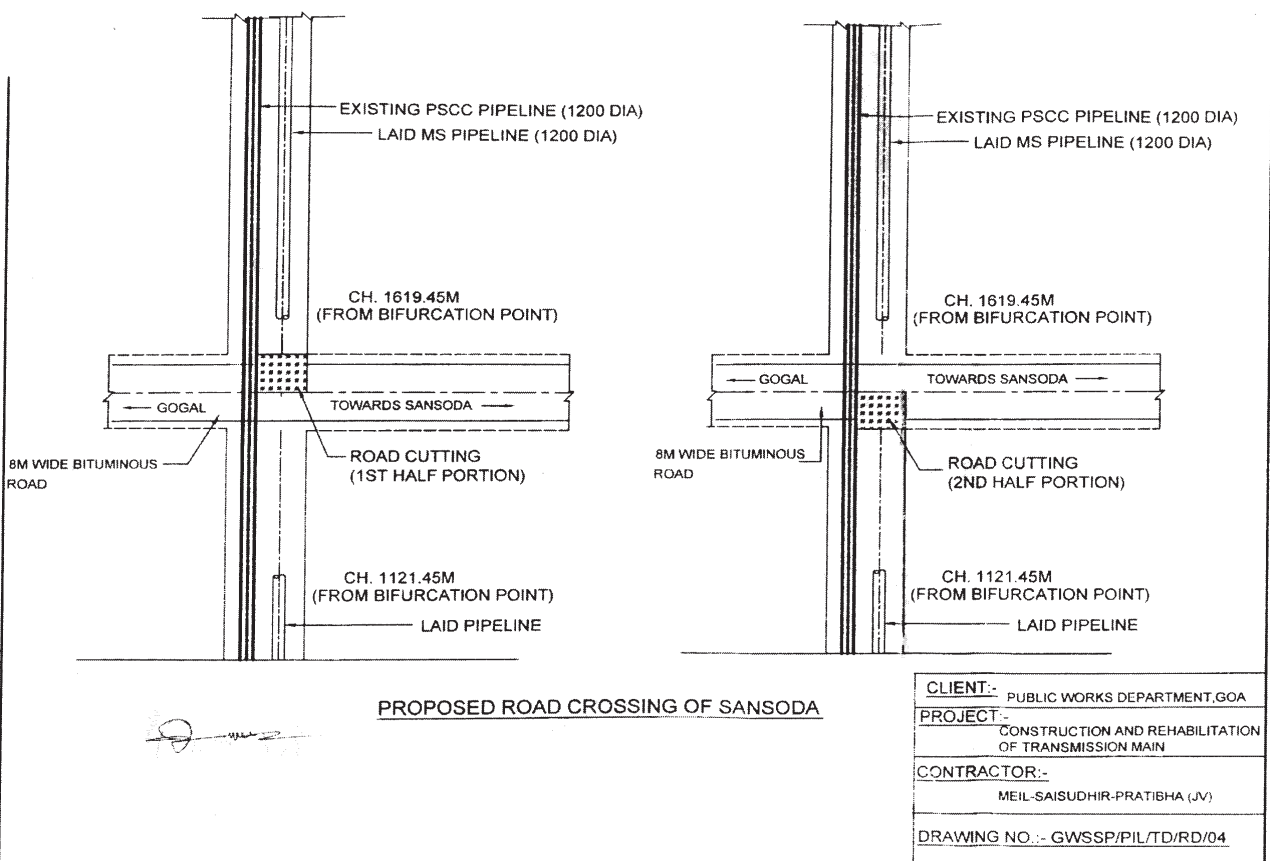 EXISTING PSCC PIPELINE (1200 DIA)
LAID MS PIPELINE (1200 DIA)
CH. 1619.45M
(FROM BIFURCATION POINT)
GOGAL
TOWARDS SANSODA
8M WIDE BITUMINOUS
ROAD
ROAD CUTTING
(1ST HALF PORTION)
CH. 1121.45M
(FROM BIFURCATION POINT)
LAID PIPELINE
EXISTING PSCC PIPELINE (1200 DIA)
LAID MS PIPELINE (1200 DIA)
CH. 1619.45M
(FROM BIFURCATION POINT)
GOGAL
TOWARDS SANSODA
8M WIDE BITUMINOUS
ROAD
ROAD CUTTING
(2ND HALF PORTION)
CH. 1121.45M
(FROM BIFURCATION POINT)
LAID PIPELINE
PROPOSED ROAD CROSSING OF SANSODA
CLIENT:- PUBLIC WORKS DEPARTMENT,GOA
PROJECT:-
CONSTRUCTION AND REHABILITATION
OF TRANSMISSION MAIN
CONTRACTOR:-
MEIL-SAISUDHIR-PRATIBHA (JV)
DRAWING NO.:- GWSSP/PIL/TD/RD/04